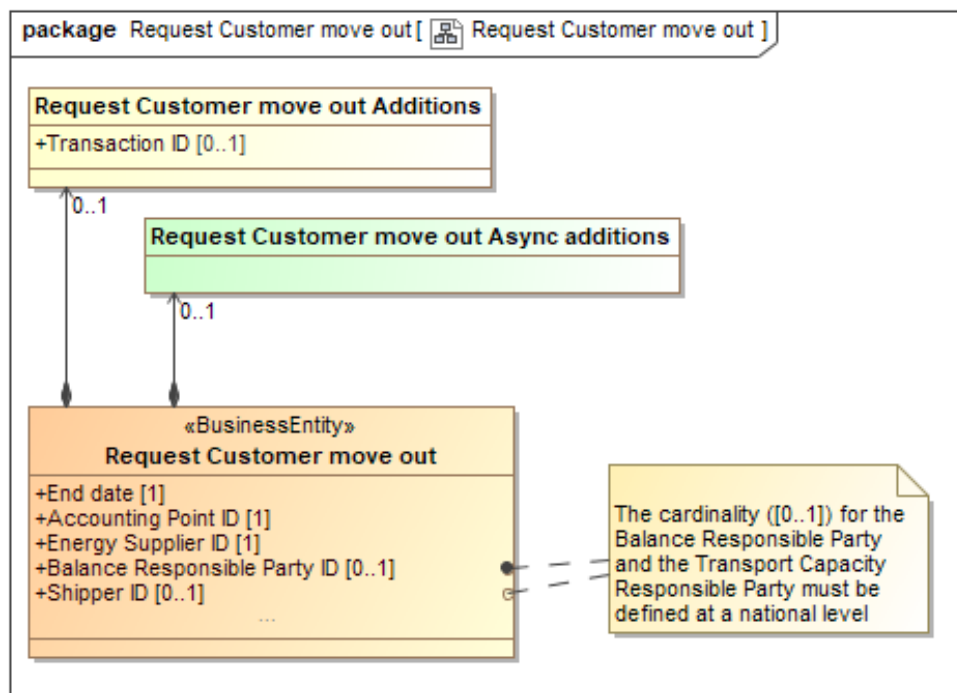 package Request Customer move out [ Request Customer move out ]
Request Customer move out Additions
+Transaction ID [0..1]
0..1
Request Customer move out Async additions
0..1
«BusinessEntity»
Request Customer move out
+End date [1]
+Accounting Point ID [1]
+Energy Supplier ID [1]
+Balance Responsible Party ID [0..1]
+Shipper ID [0..1]
...
The cardinality ([0..1]) for the
Balance Responsible Party
and the Transport Capacity
Responsible Party must be
defined at a national level